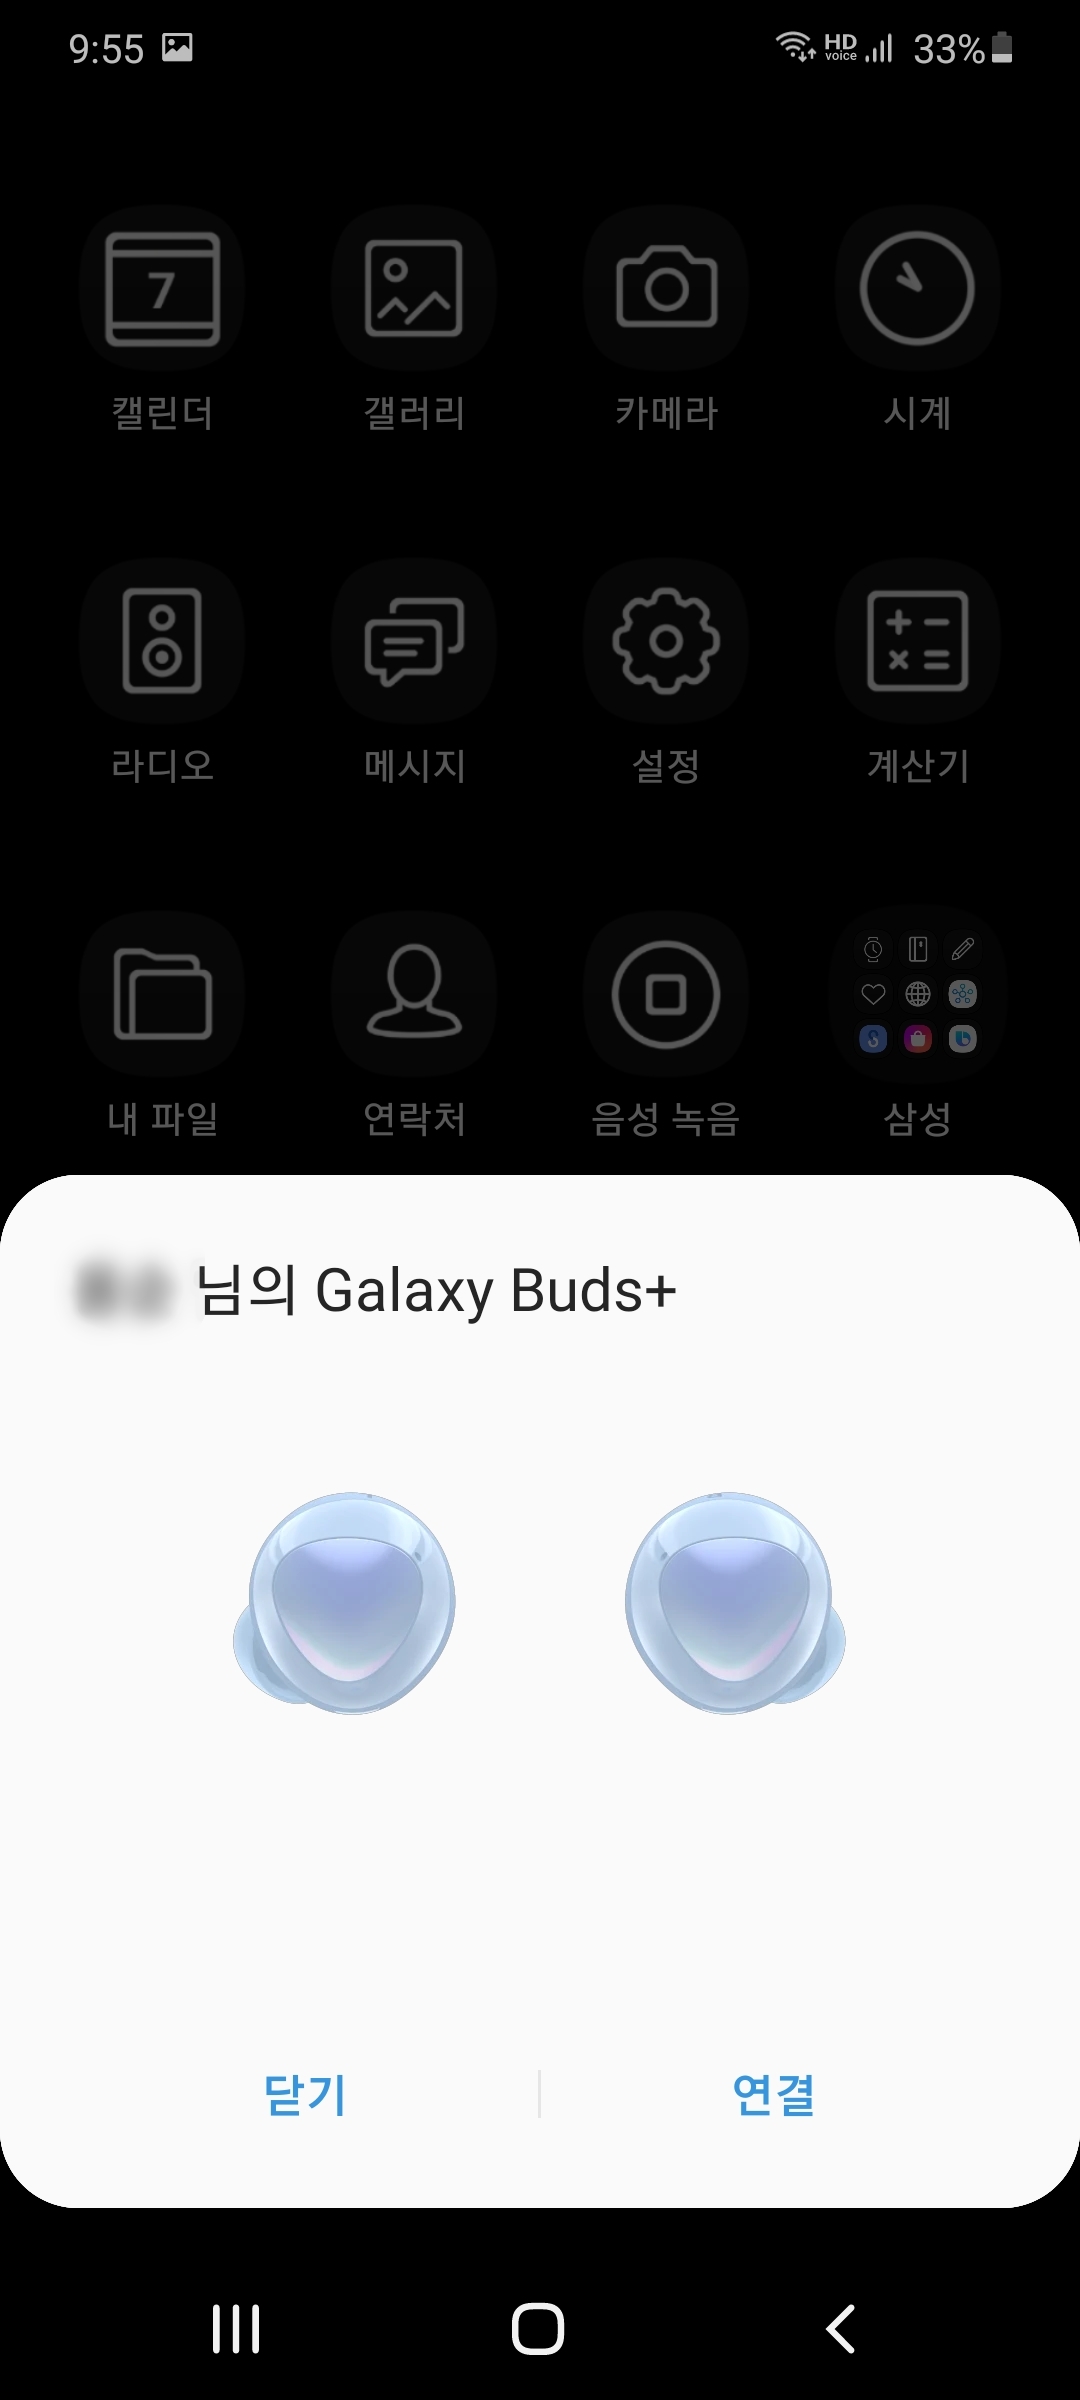 9:55 HD voice 33%
7
캘린더 갤러리 카메라 시계
라디오 메시지 설정 계산기
내 파일 연락처 음성 녹음 삼성
님의 Galaxy Buds+
닫기 연결